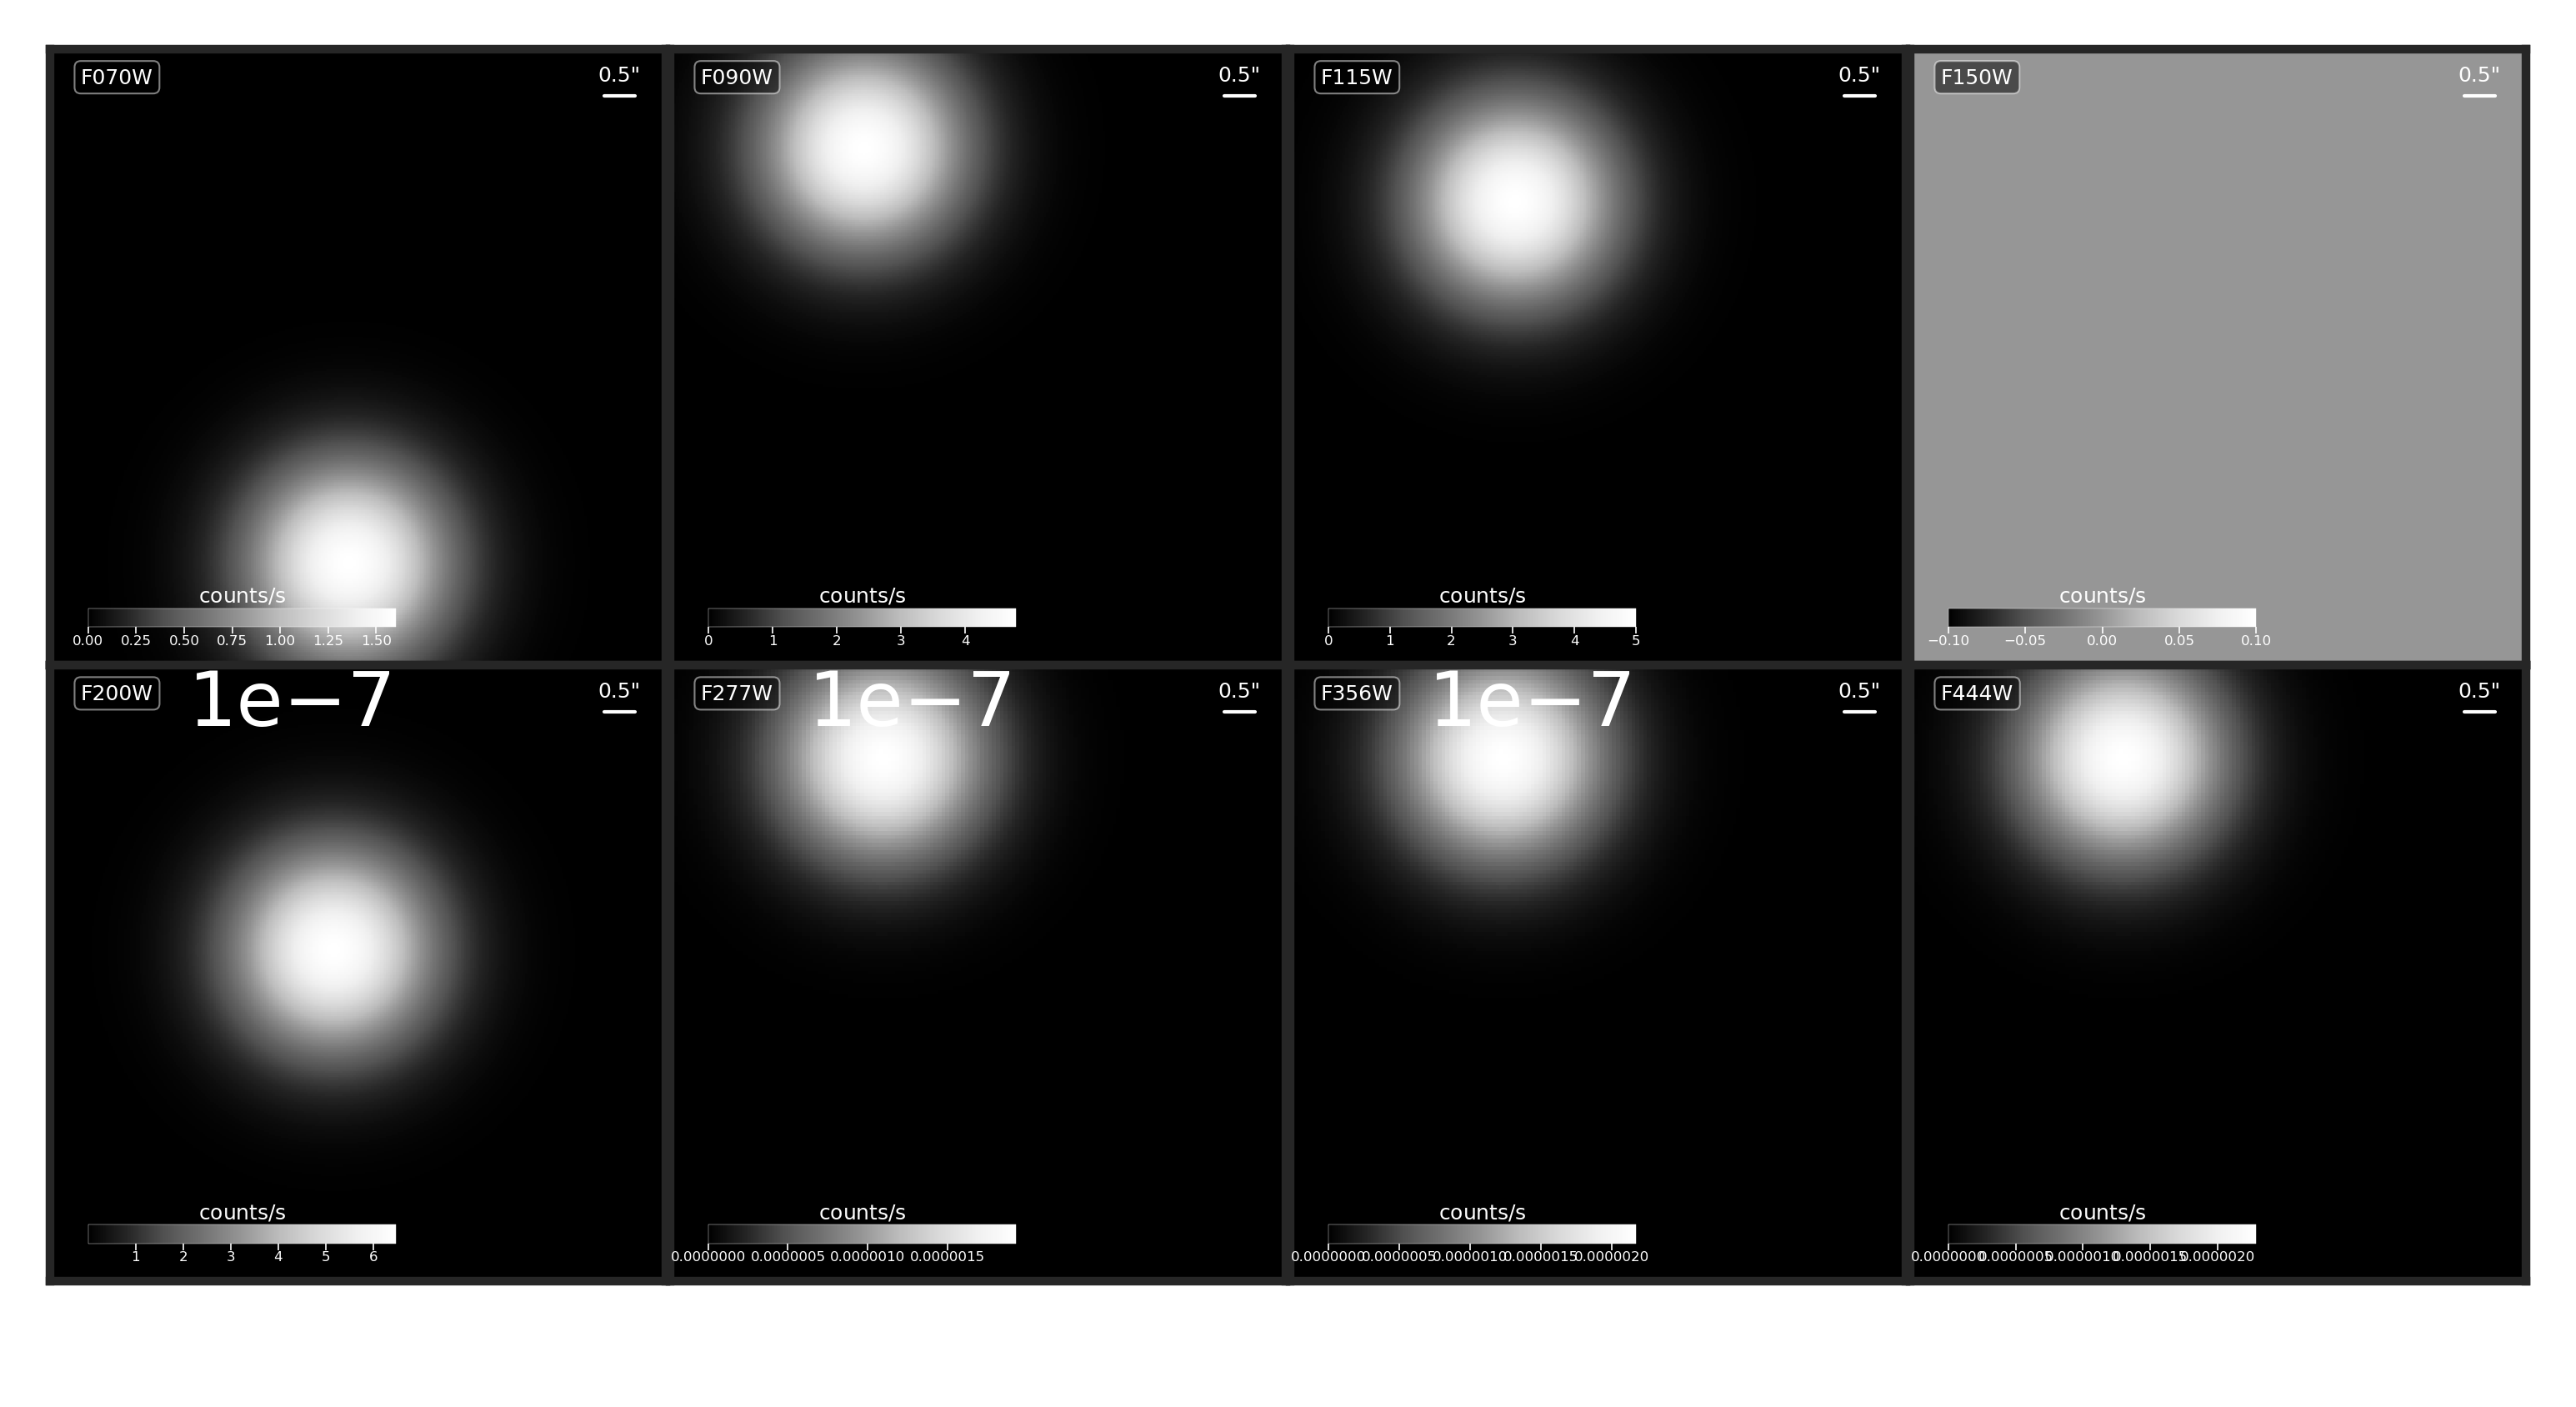 F070W 0.5" F090W 0.5" F115W 0.5" F150W 0.5"
counts/s counts/s counts/s counts/s
0.00 0.25 0.50 0.75 1.00 1.25 1.50 0 1 2 3 4 0 1 2 3 4 5 −0.10 −0.05 0.00 0.05 0.10
F200W 1e−7 0.5" F277W 1e−7 0.5" F356W 1e−7 0.5" F444W 0.5"
counts/s counts/s counts/s counts/s
1 2 3 4 5 6 0.0000000 0.0000005 0.0000010 0.0000015 0.0000000 0.0000005 0.0000010 0.0000015 0.0000020 0.0000000 0.0000005 0.0000010 0.0000015 0.0000020